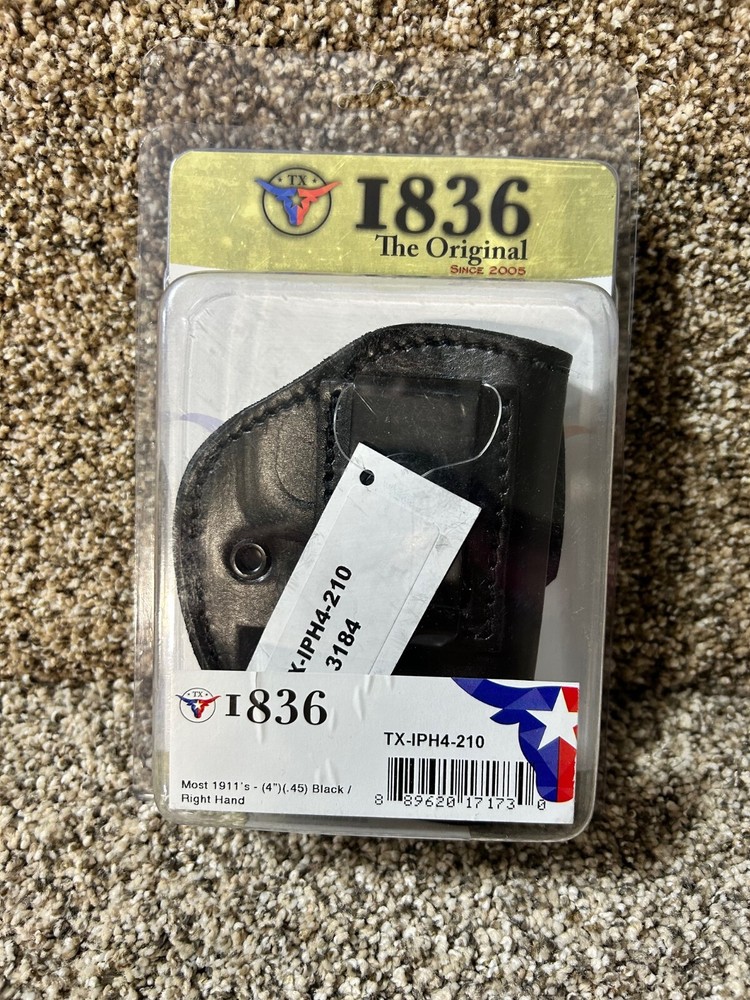 TX
1836
The Original
SINCE 2005
X-IPH4-210
3184
TX
1836
TX-IPH4-210
Most 1911's - (4")(.45) Black /
Right Hand
8 89620 17173 0